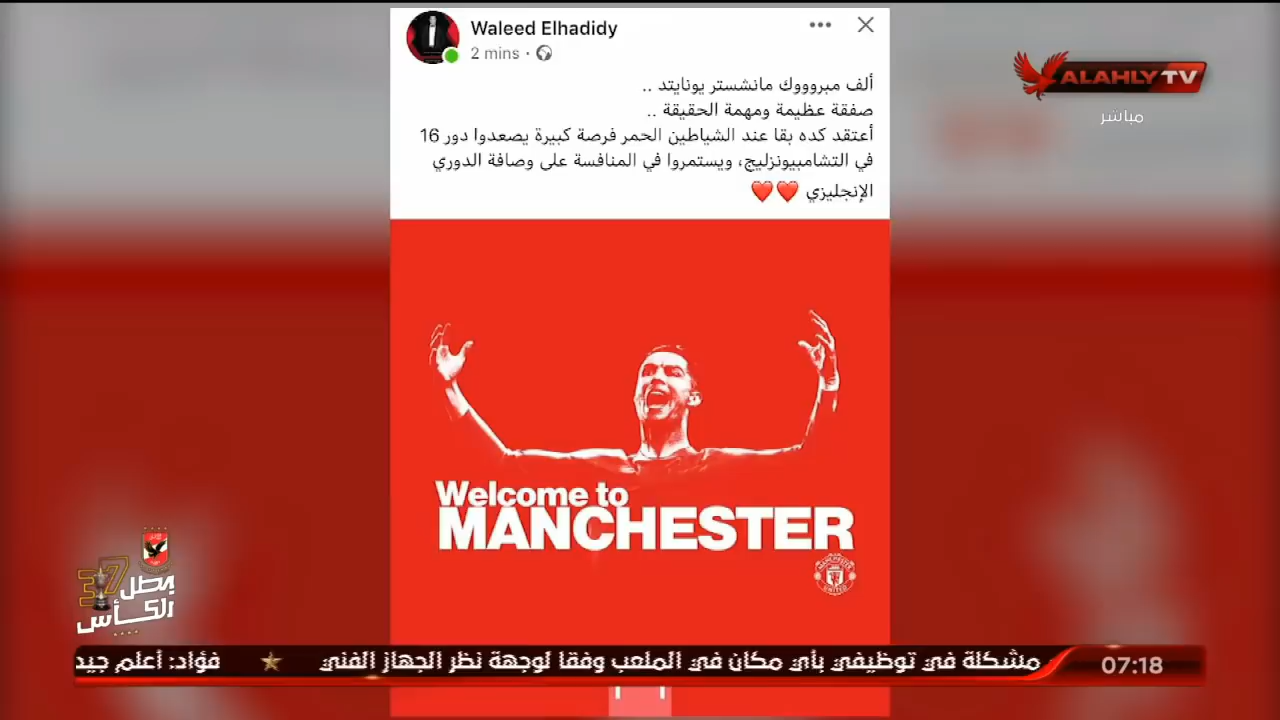 Waleed Elhadidy
2 mins ·
ألف مبروووك مانشستر يونايتد ..
صفقة عظيمة ومهمة الحقيقة ..
أعتقد كده بقا عند الشياطين الحمر فرصة كبيرة يصعدوا دور 16
في التشامبيونزليج، ويستمروا في المنافسة على وصافة الدوري
الإنجليزي ❤️❤️
ALAHLY TV
مباشر
Welcome to
MANCHESTER
MANCHESTER
UNITED
37
بطل
الكأس
مشكلة في توظيفي بأي مكان في الملعب وفقا لوجهة نظر الجهاز الفني ★ فؤاد: أعلم جيد
07:18